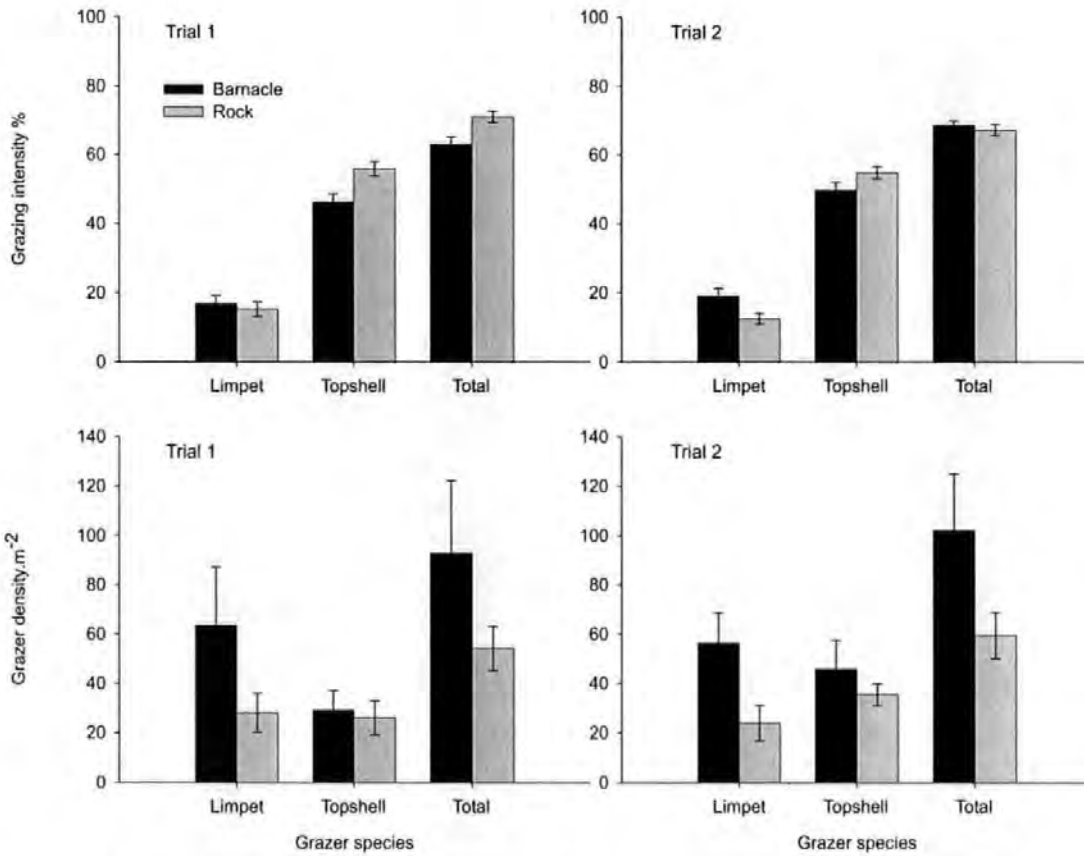 Trial 1
Barnacle
Rock
Grazing intensity %
100
80
60
40
20
0
Limpet Topshell Total
Trial 2
100
80
60
40
20
0
Limpet Topshell Total
Trial 1
Grazer density.m-2
140
120
100
80
60
40
20
0
Limpet Topshell Total
Grazer species
Trial 2
140
120
100
80
60
40
20
0
Limpet Topshell Total
Grazer species